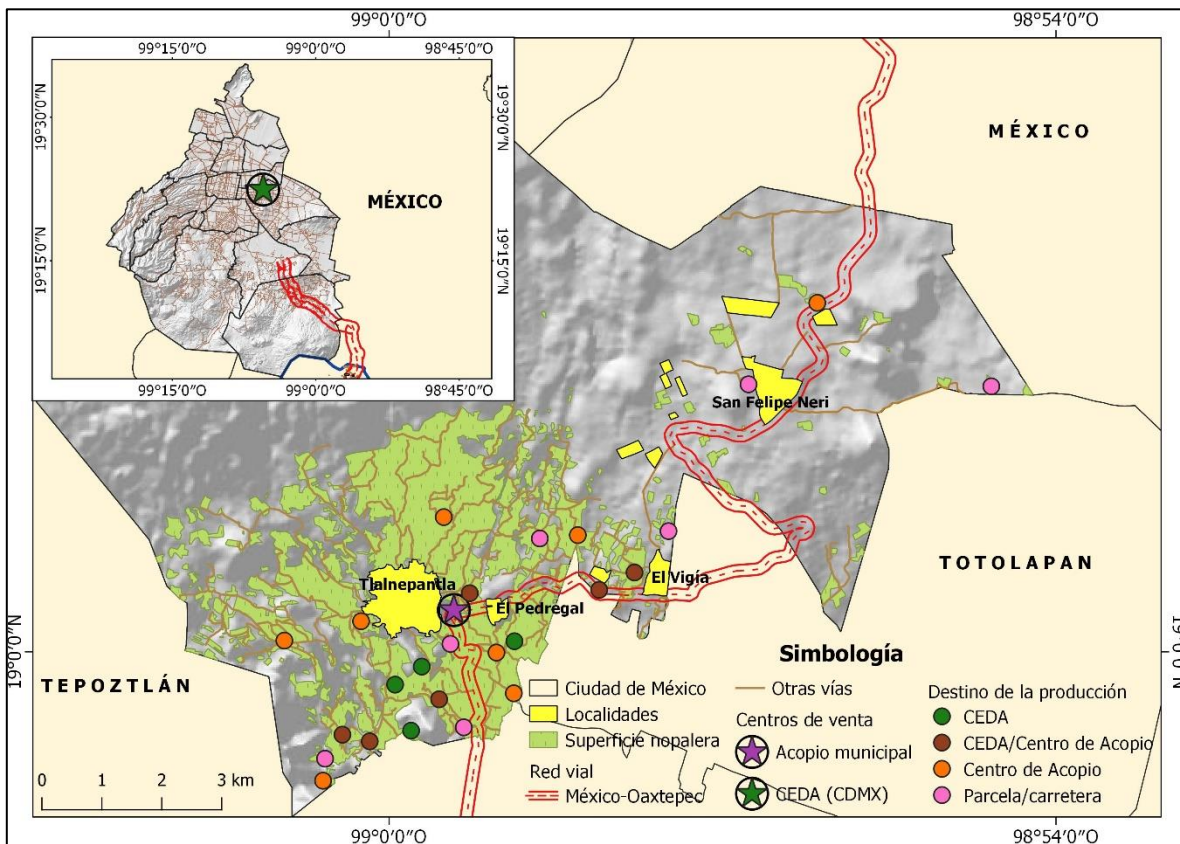 99°0'0"O
98°54'0"O
99°15'0"O
99°0'0"O
98°45'0"O
19°30'0"N
19°30'0"N
MÉXICO
MÉXICO
19°15'0"N
19°15'0"N
99°15'0"O
99°0'0"O
98°45'0"O
San Felipe Neri
TOTOLAPAN
Tlalnepantla
El Vigía
El Pedregal
19°0'0"N
19°0'0"N
TEPOZTLÁN
Simbología
Ciudad de México
Localidades
Superficie nopalera
Red vial
México-Oaxtepec
Otras vías
Centros de venta
Acopio municipal
CEDA (CDMX)
Destino de la producción
CEDA
CEDA/Centro de Acopio
Centro de Acopio
Parcela/carretera
0 1 2 3 km
99°0'0"O
98°54'0"O